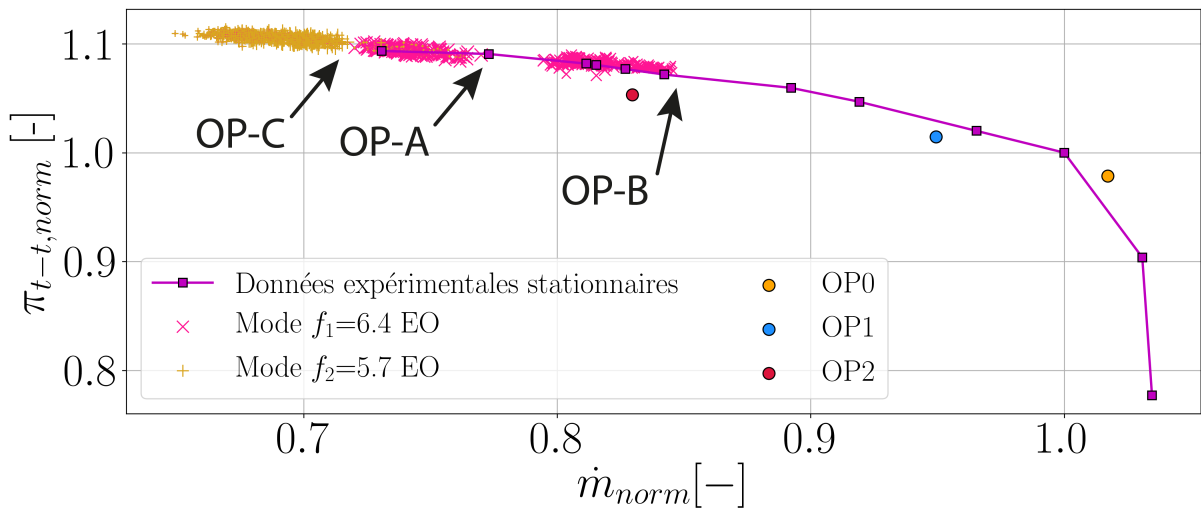 π_{t−t,norm} [-]
1.1
1.0
0.9
0.8
OP-C
OP-A
OP-B
Données expérimentales stationnaires
Mode f₁=6.4 EO
Mode f₂=5.7 EO
OP0
OP1
OP2
0.7
0.8
0.9
1.0
ṁ_{norm}[−]